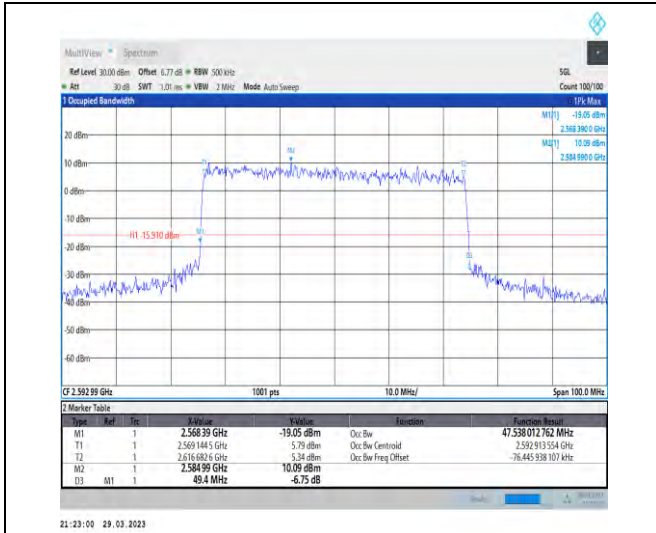 MultiView Spectrum
Ref Level 30.00 dBm Offset 6.77 dB RBW 500 kHz SGL
Att 30 dB SWT 1.01 ms VBW 2 MHz Mode Auto Sweep Count 100/100
1 Occupied Bandwidth 1Pk Max
M1[1] -19.05 dBm
2.568 390 0 GHz
M2[1] 10.09 dBm
2.584 990 0 GHz
20 dBm
M2
10 dBm
0 dBm
-10 dBm
H1 -15.910 dBm
M1
-20 dBm
-30 dBm
-50 dBm
-60 dBm
CF 2.592 99 GHz 1001 pts 10.0 MHz/ Span 100.0 MHz
2 Marker Table
Type Ref Trc X-Value Y-Value Function Function Result
M1 1 2.568 39 GHz -19.05 dBm Occ Bw 47.538 012 762 MHz
T1 1 2.569 144 5 GHz 5.79 dBm Occ Bw Centroid 2.592 913 554 GHz
T2 1 2.616 682 6 GHz 5.34 dBm Occ Bw Freq Offset -76.445 938 107 kHz
M2 1 2.584 99 GHz 10.09 dBm
D3 M1 1 49.4 MHz -6.75 dB
21:23:00 29.03.2023